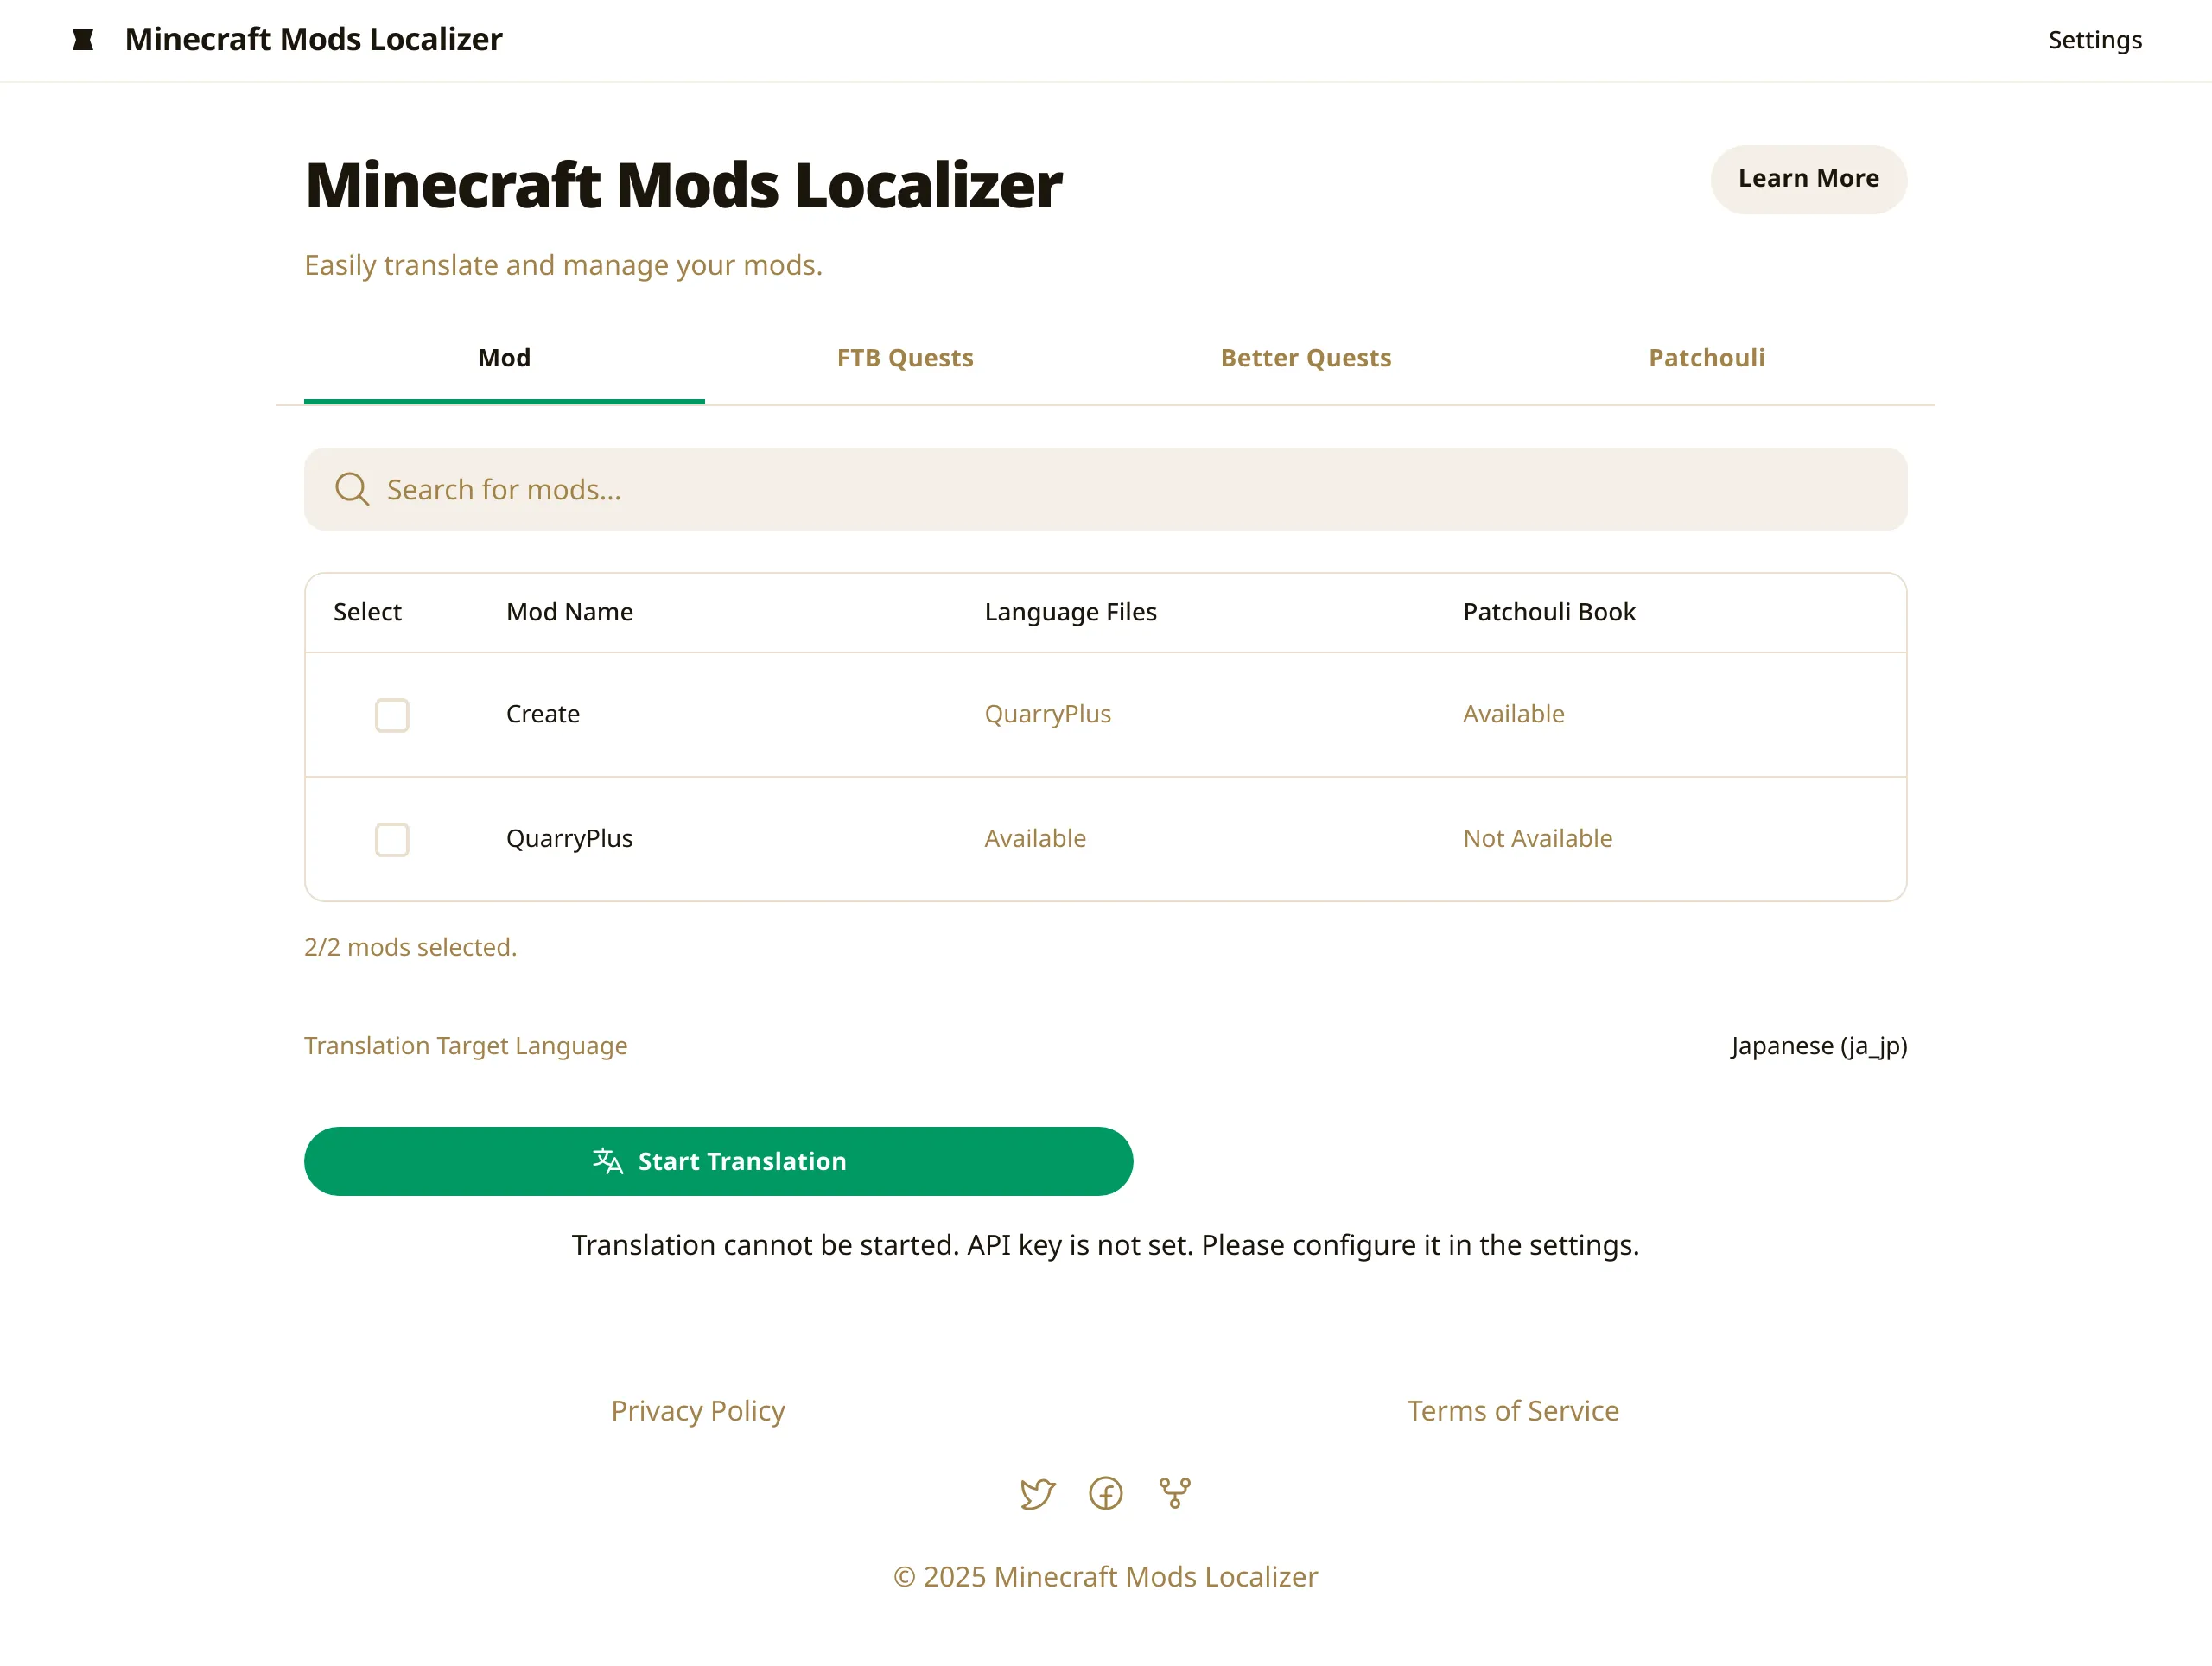 Minecraft Mods Localizer
Settings
Minecraft Mods Localizer
Learn More
Easily translate and manage your mods.
Mod
FTB Quests
Better Quests
Patchouli
Search for mods...
Select
Mod Name
Language Files
Patchouli Book
Create
QuarryPlus
Available
QuarryPlus
Available
Not Available
2/2 mods selected.
Translation Target Language
Japanese (ja_jp)
Start Translation
Translation cannot be started. API key is not set. Please configure it in the settings.
Privacy Policy
Terms of Service
© 2025 Minecraft Mods Localizer